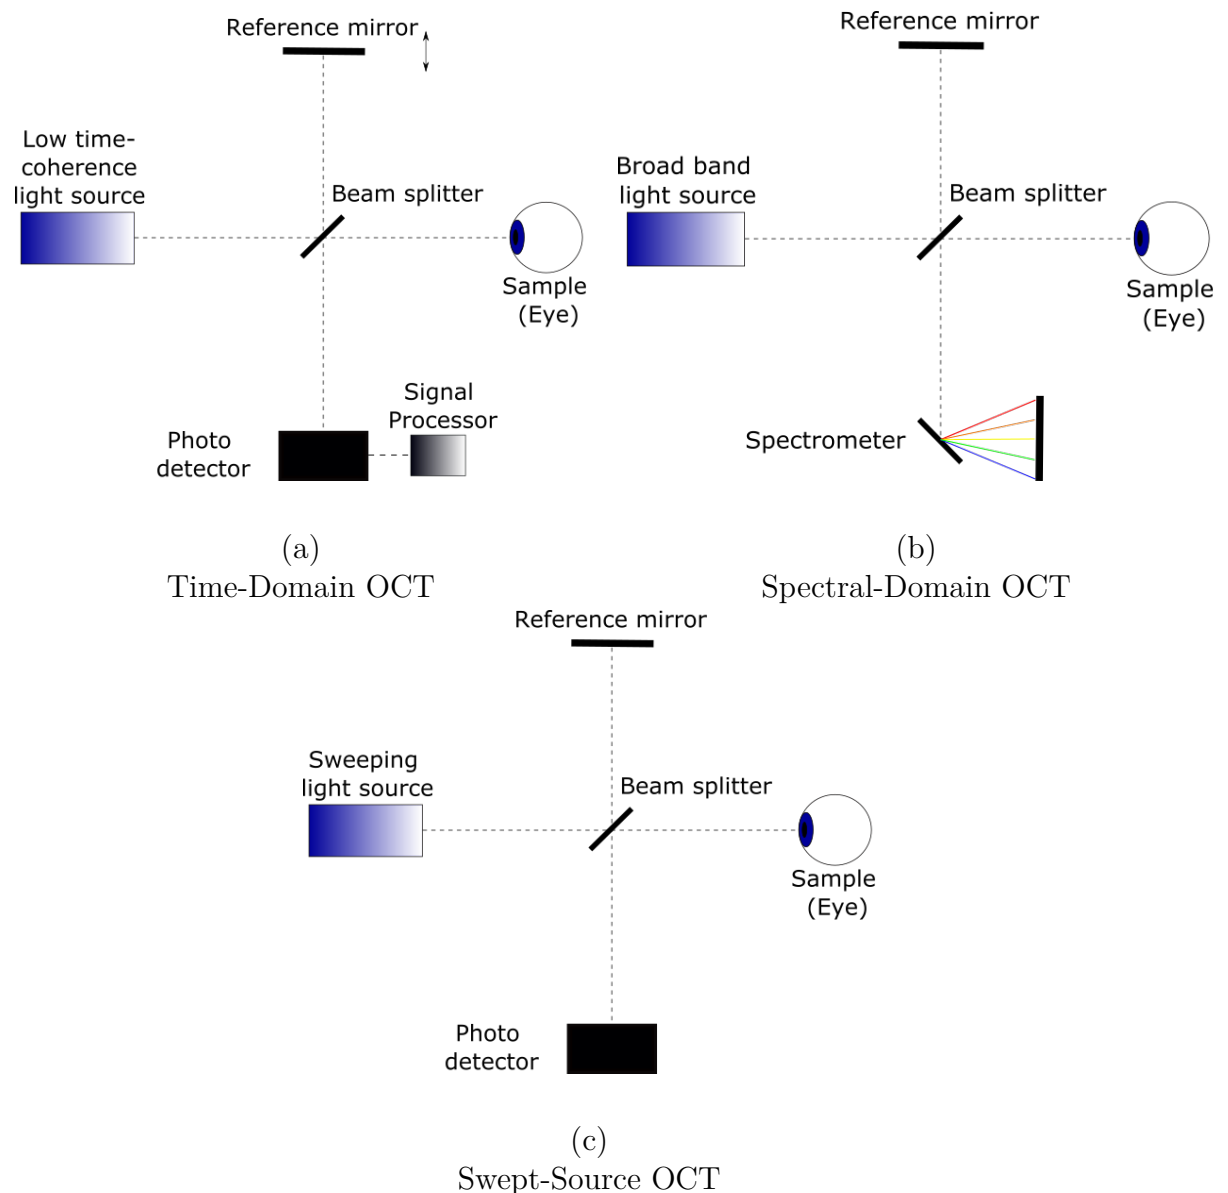 Reference mirror
Low time-
coherence
light source
Beam splitter
Sample
(Eye)
Signal
Processor
Photo
detector
(a)
Time-Domain OCT
Reference mirror
Broad band
light source
Beam splitter
Sample
(Eye)
Spectrometer
(b)
Spectral-Domain OCT
Reference mirror
Sweeping
light source
Beam splitter
Sample
(Eye)
Photo
detector
(c)
Swept-Source OCT